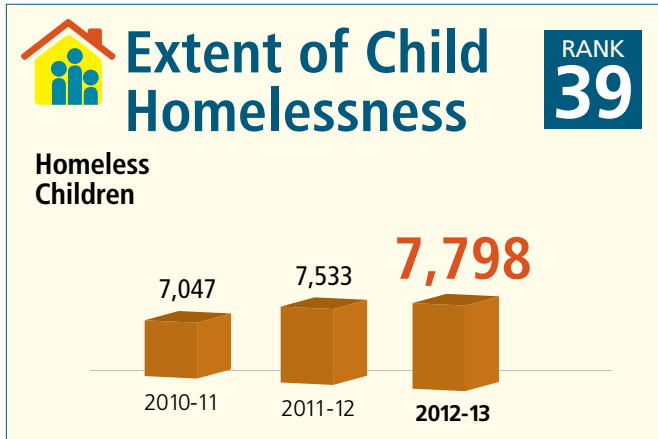 Extent of Child
Homelessness
RANK
39
Homeless
Children
7,047
7,533
7,798
2010-11
2011-12
2012-13